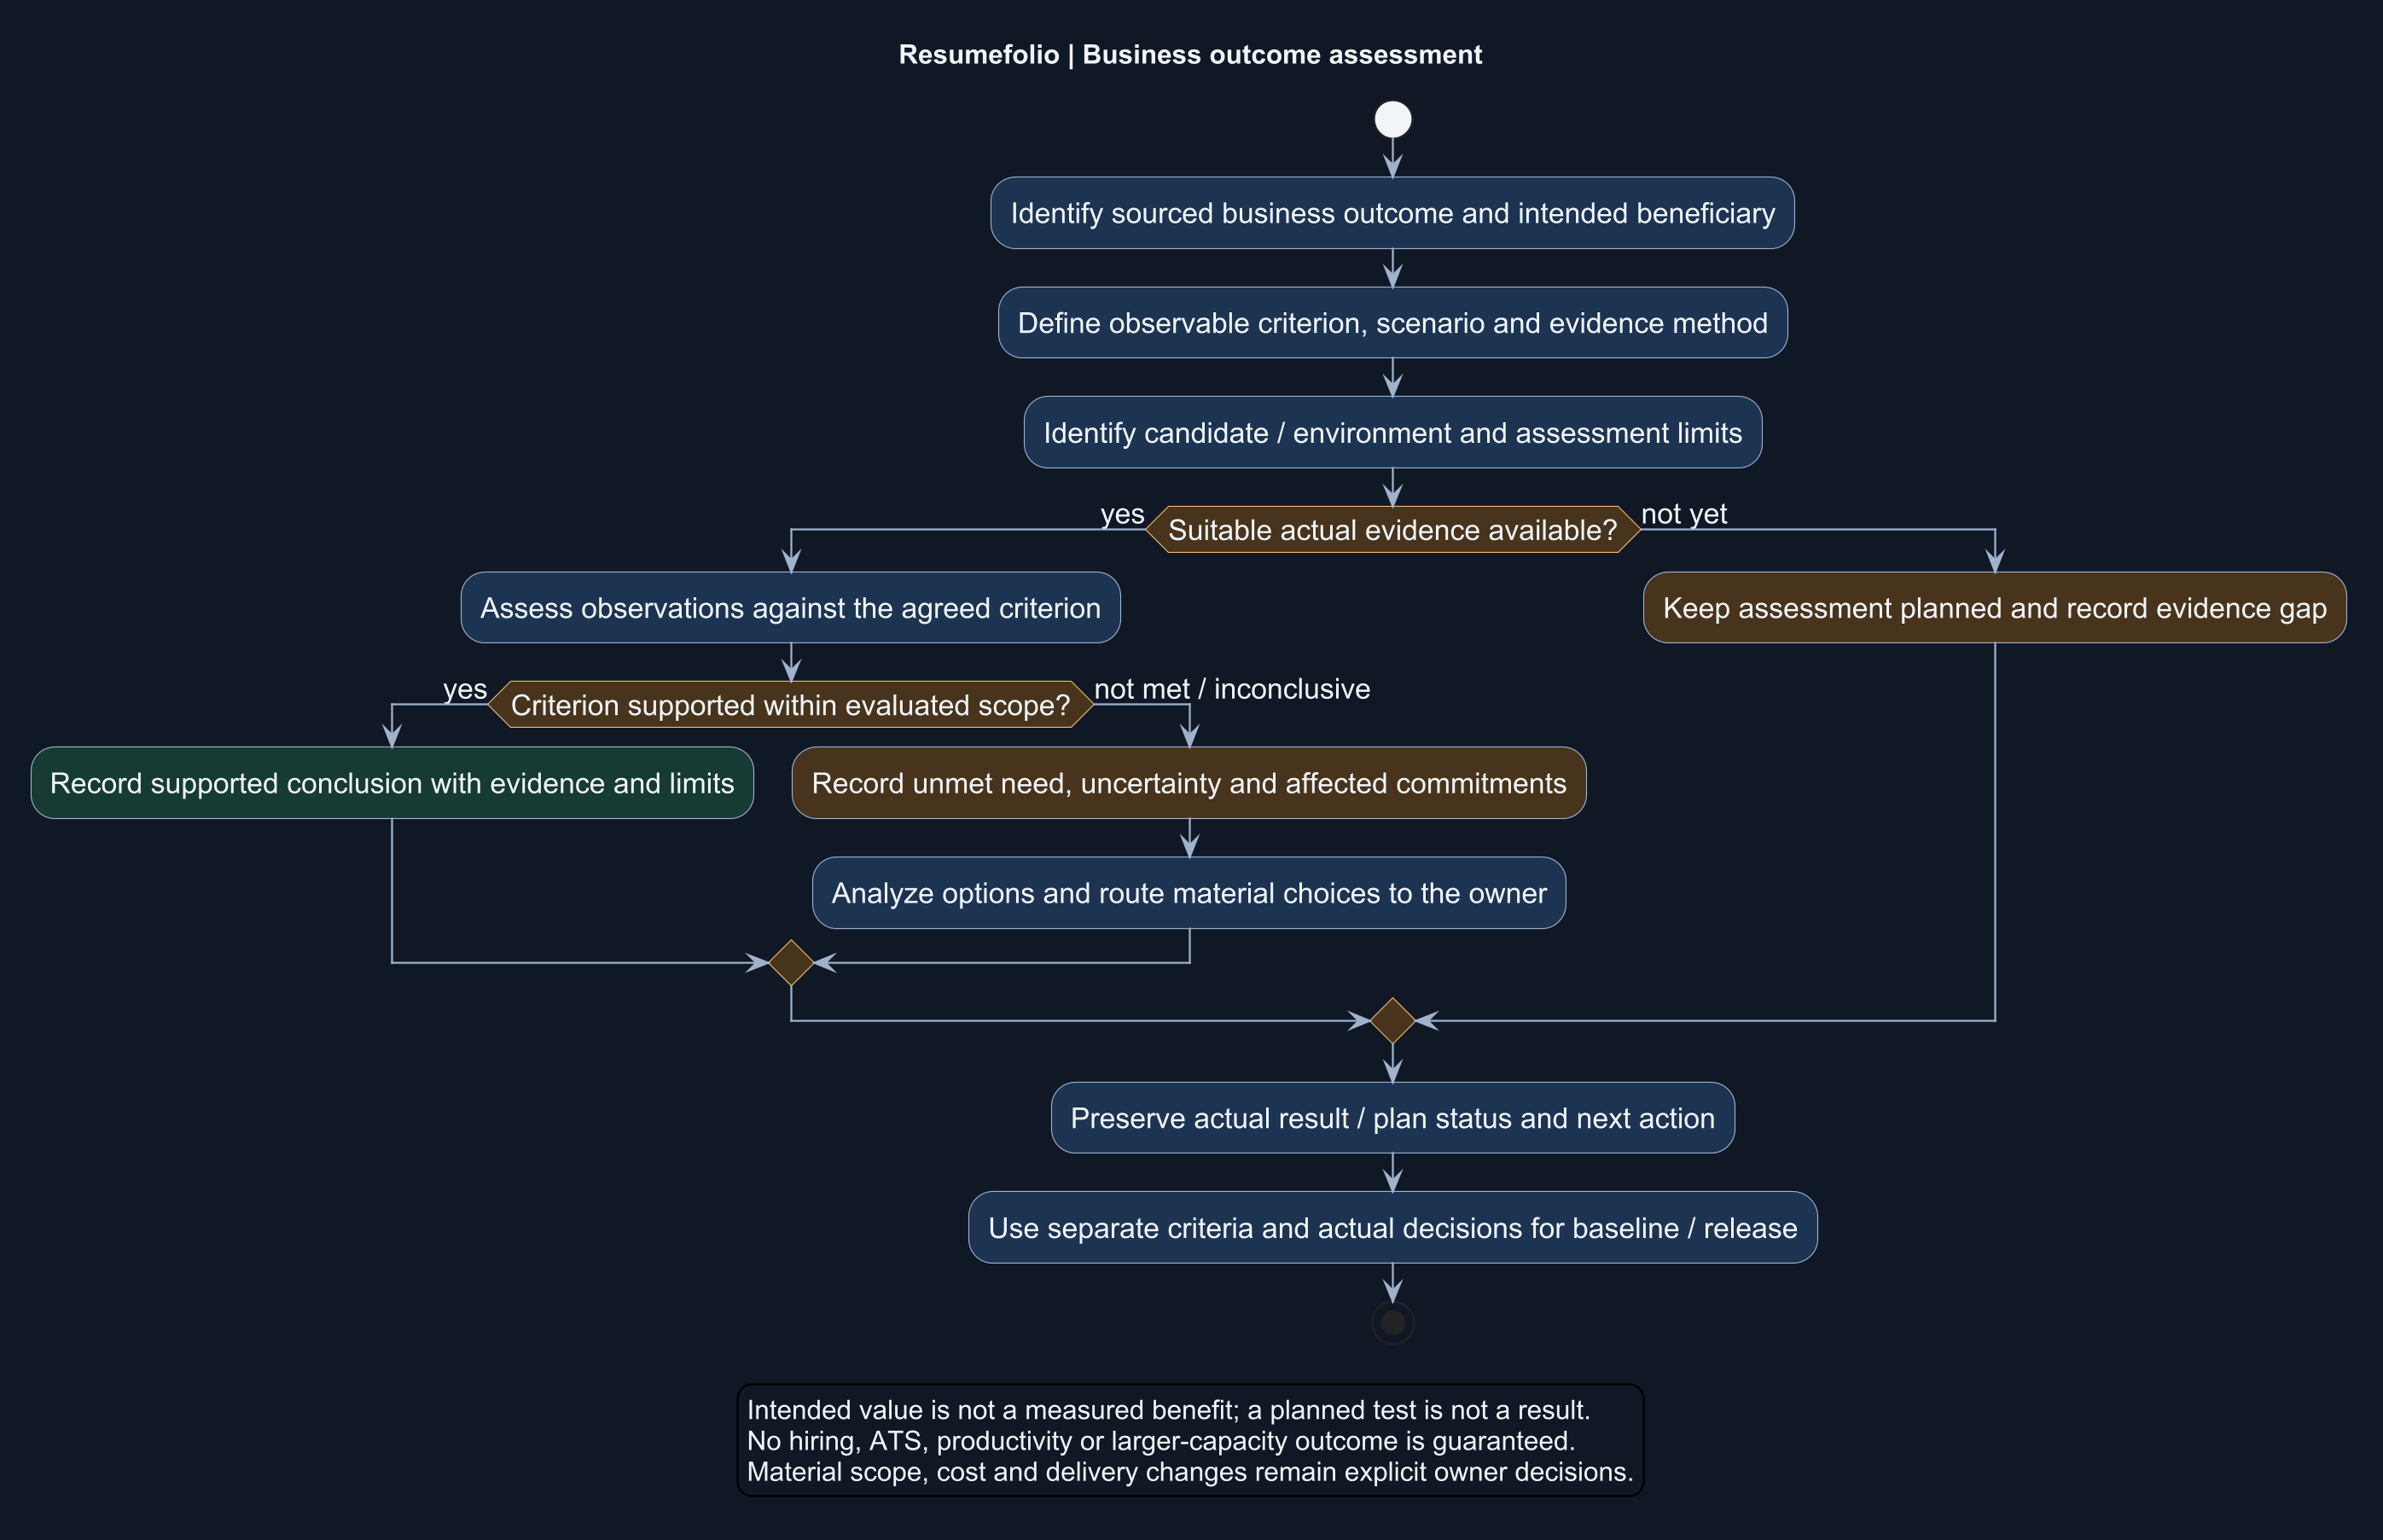 Resumefolio | Business outcome assessment
Identify sourced business outcome and intended beneficiary
Define observable criterion, scenario and evidence method
Identify candidate / environment and assessment limits
yes
Suitable actual evidence available?
not yet
Assess observations against the agreed criterion
Keep assessment planned and record evidence gap
yes
Criterion supported within evaluated scope?
not met / inconclusive
Record supported conclusion with evidence and limits
Record unmet need, uncertainty and affected commitments
Analyze options and route material choices to the owner
Preserve actual result / plan status and next action
Use separate criteria and actual decisions for baseline / release
Intended value is not a measured benefit; a planned test is not a result.
No hiring, ATS, productivity or larger-capacity outcome is guaranteed.
Material scope, cost and delivery changes remain explicit owner decisions.